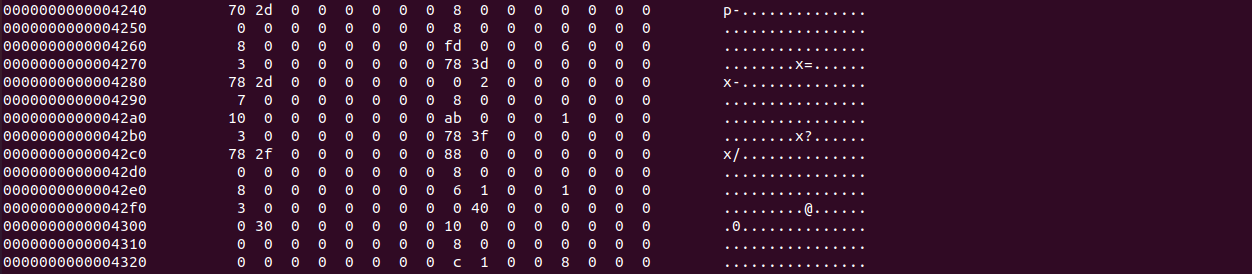 0000000000004240 70 2d 0 0 0 0 0 0 8 0 0 0 0 0 0 0 p-..............
0000000000004250 0 0 0 0 0 0 0 0 8 0 0 0 0 0 0 0 ................
0000000000004260 8 0 0 0 0 0 0 0 fd 0 0 0 6 0 0 0 ................
0000000000004270 3 0 0 0 0 0 0 0 78 3d 0 0 0 0 0 0 ........x=......
0000000000004280 78 2d 0 0 0 0 0 0 0 2 0 0 0 0 0 0 x-..............
0000000000004290 7 0 0 0 0 0 0 0 8 0 0 0 0 0 0 0 ................
00000000000042a0 10 0 0 0 0 0 0 0 ab 0 0 0 1 0 0 0 ................
00000000000042b0 3 0 0 0 0 0 0 0 78 3f 0 0 0 0 0 0 ........x?......
00000000000042c0 78 2f 0 0 0 0 0 0 88 0 0 0 0 0 0 0 x/..............
00000000000042d0 0 0 0 0 0 0 0 0 8 0 0 0 0 0 0 0 ................
00000000000042e0 8 0 0 0 0 0 0 0 6 1 0 0 1 0 0 0 ................
00000000000042f0 3 0 0 0 0 0 0 0 0 40 0 0 0 0 0 0 .........@......
0000000000004300 0 30 0 0 0 0 0 0 10 0 0 0 0 0 0 0 .0..............
0000000000004310 0 0 0 0 0 0 0 0 8 0 0 0 0 0 0 0 ................
0000000000004320 0 0 0 0 0 0 0 0 c 1 0 0 8 0 0 0 ................